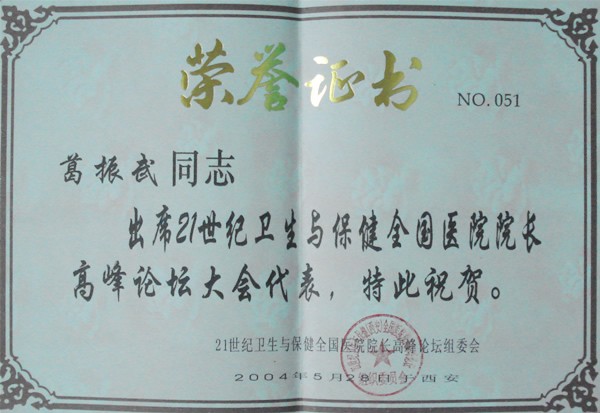 荣誉证书
NO.051
葛振武 同志
出席21世纪卫生与保健全国医院院长
高峰论坛大会代表，特此祝贺。
21世纪卫生与保健全国医院院长高峰论坛组委会
2004年5月28日于西安